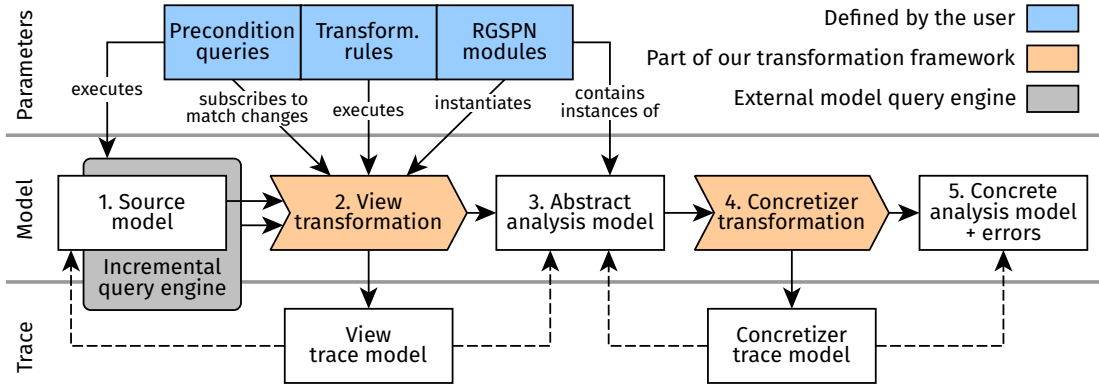 Parameters
Precondition
queries
Transform.
rules
RGSPN
modules
Defined by the user
Part of our transformation framework
External model query engine
executes
subscribes to
match changes
executes
instantiates
contains
instances of
Model
1. Source
model
2. View
transformation
3. Abstract
analysis model
4. Concretizer
transformation
5. Concrete
analysis model
+ errors
Incremental
query engine
Trace
View
trace model
Concretizer
trace model